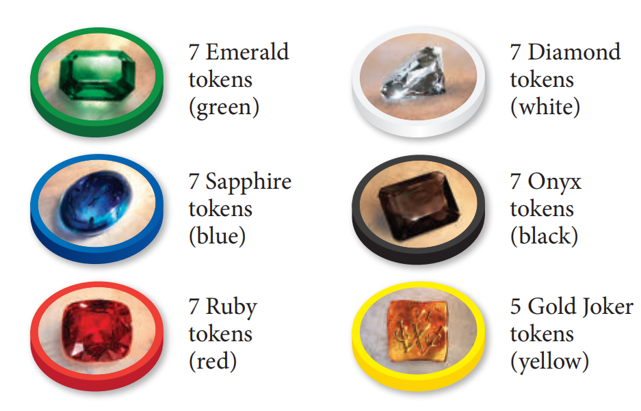 7 Emerald
tokens
(green)
7 Diamond
tokens
(white)
7 Sapphire
tokens
(blue)
7 Onyx
tokens
(black)
7 Ruby
tokens
(red)
5 Gold Joker
tokens
(yellow)